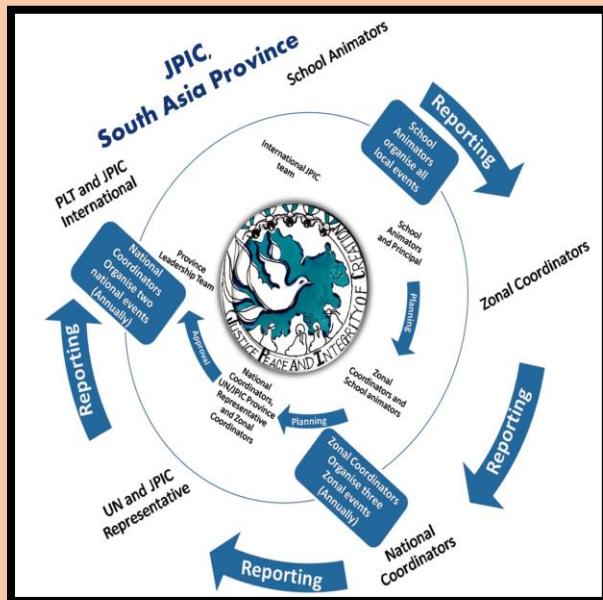 JPIC,
South Asia Province
School Animators
Reporting
School
Animators
organise all
local events
International JPIC
team
PLT and JPIC
International
School
Animators
and Principal
Zonal Coordinators
National
Coordinators
Organise two
national events
(Annually)
Province
Leadership team
JUSTICE PEACE AND INTEGRITY OF CREATION
Planning
Approval
Zonal
Coordinators and
School animators
Reporting
National
Coordinators,
UN/JPIC Province
Representative
and Zonal
Coordinators
Planning
Reporting
Zonal Coordinators
Organise three
Zonal events
(Annually)
UN and JPIC
Representative
National
Coordinators
Reporting